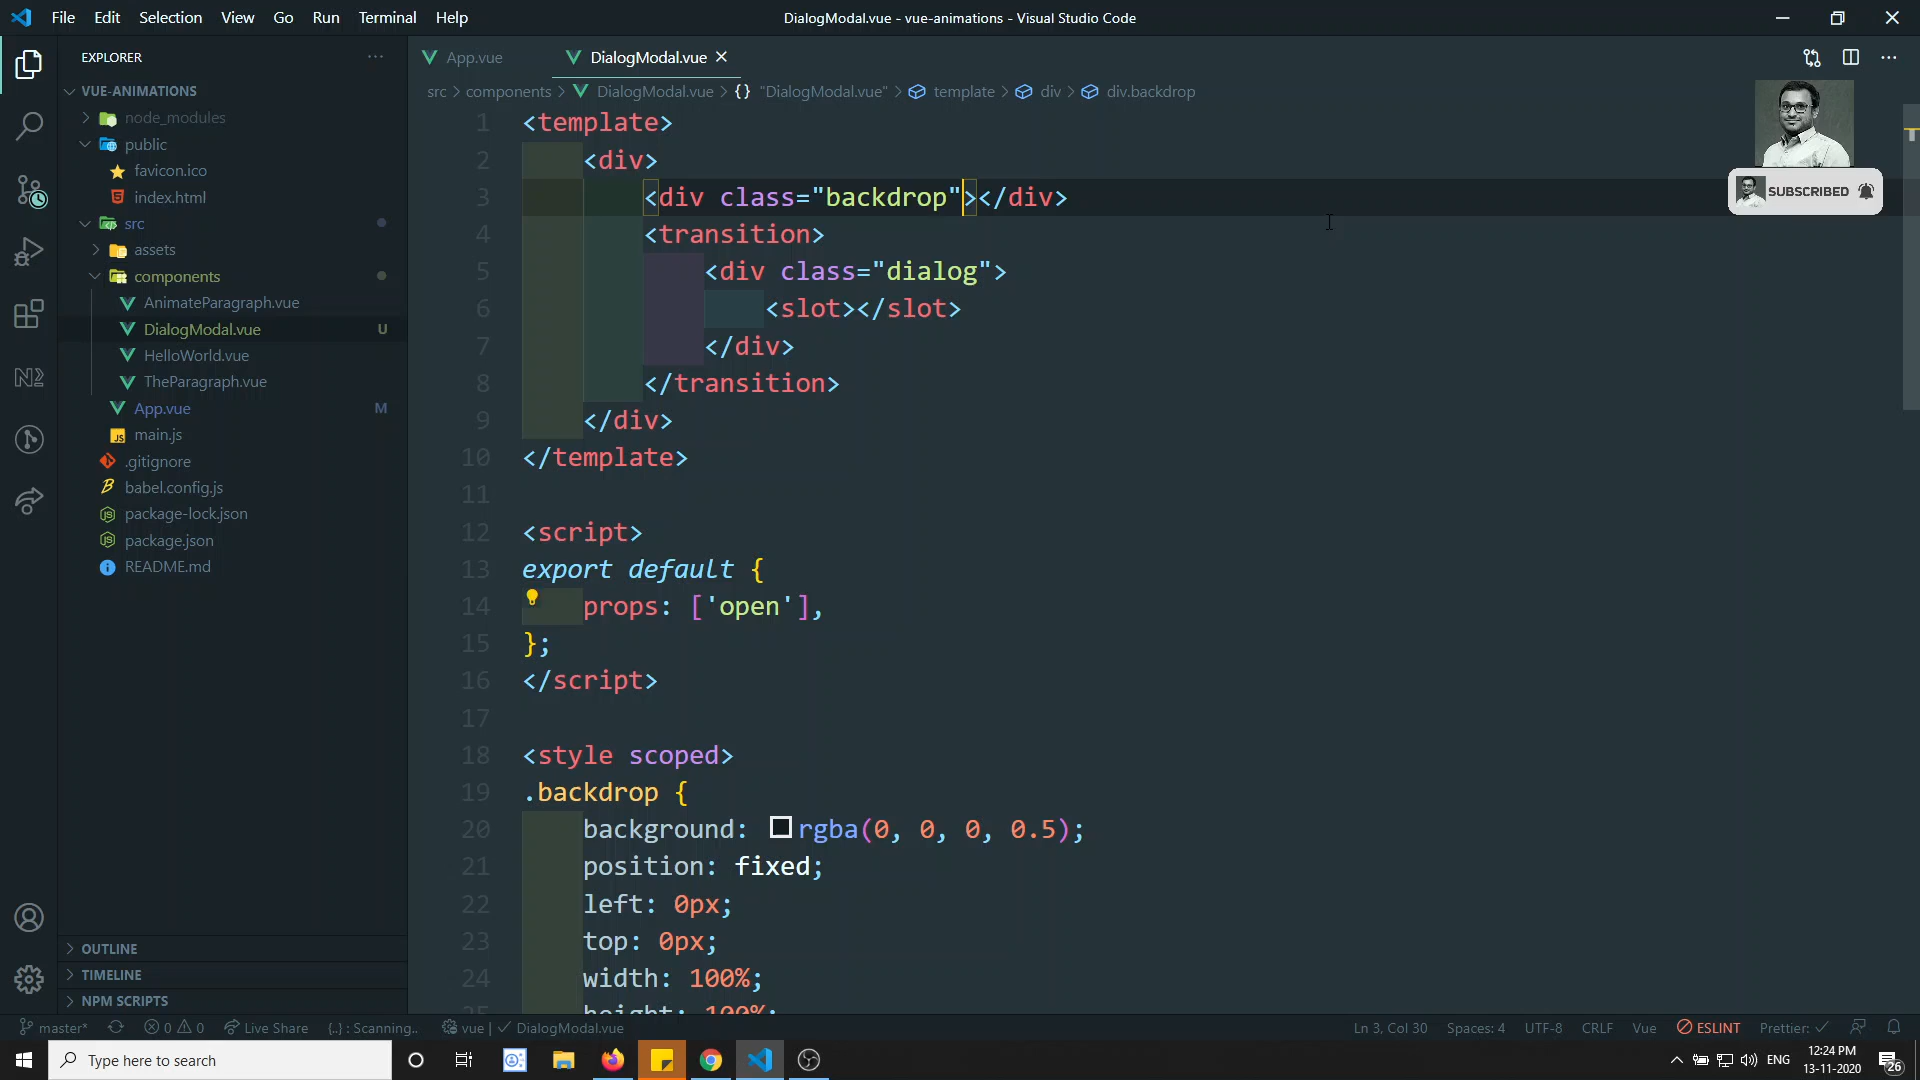 File Edit Selection View Go Run Terminal Help
DialogModal.vue - vue-animations - Visual Studio Code
EXPLORER
VUE-ANIMATIONS
node_modules
public
favicon.ico
index.html
src
assets
components
AnimateParagraph.vue
DialogModal.vue U
HelloWorld.vue
TheParagraph.vue
App.vue M
main.js
.gitignore
babel.config.js
package-lock.json
package.json
README.md
OUTLINE
TIMELINE
NPM SCRIPTS
App.vue DialogModal.vue
src > components > DialogModal.vue > {} "DialogModal.vue" > template > div > div.backdrop
SUBSCRIBED
1 <template>
2 <div>
3 <div class="backdrop"></div>
4 <transition>
5 <div class="dialog">
6 <slot></slot>
7 </div>
8 </transition>
9 </div>
10 </template>
11
12 <script>
13 export default {
14 props: ['open'],
15 };
16 </script>
17
18 <style scoped>
19 .backdrop {
20 background: rgba(0, 0, 0, 0.5);
21 position: fixed;
22 left: 0px;
23 top: 0px;
24 width: 100%;
25 height: 100%;
master* 0 0 Live Share {..} : Scanning.. vue | ✓ DialogModal.vue Ln 3, Col 30 Spaces: 4 UTF-8 CRLF Vue ESLINT Prettier: ✓
Type here to search
ENG 12:24 PM
13-11-2020
26